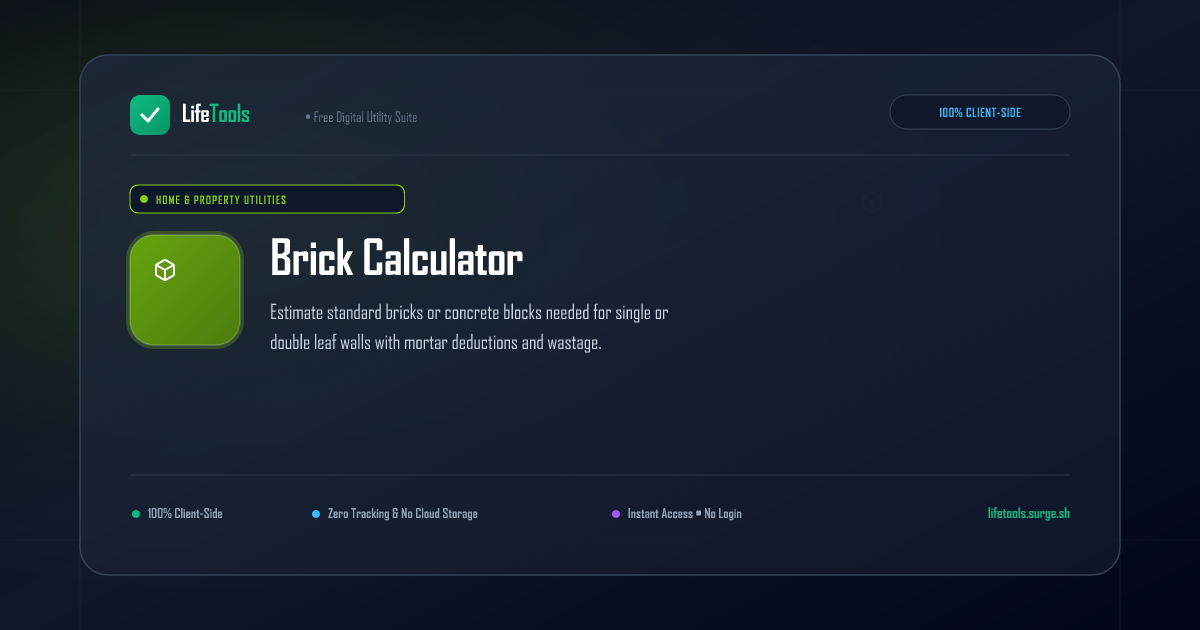 LifeTools
• Free Digital Utility Suite
100% CLIENT-SIDE
HOME & PROPERTY UTILITIES
Brick Calculator
Estimate standard bricks or concrete blocks needed for single or
double leaf walls with mortar deductions and wastage.
100% Client-Side
Zero Tracking & No Cloud Storage
Instant Access • No Login
lifetools.surge.sh